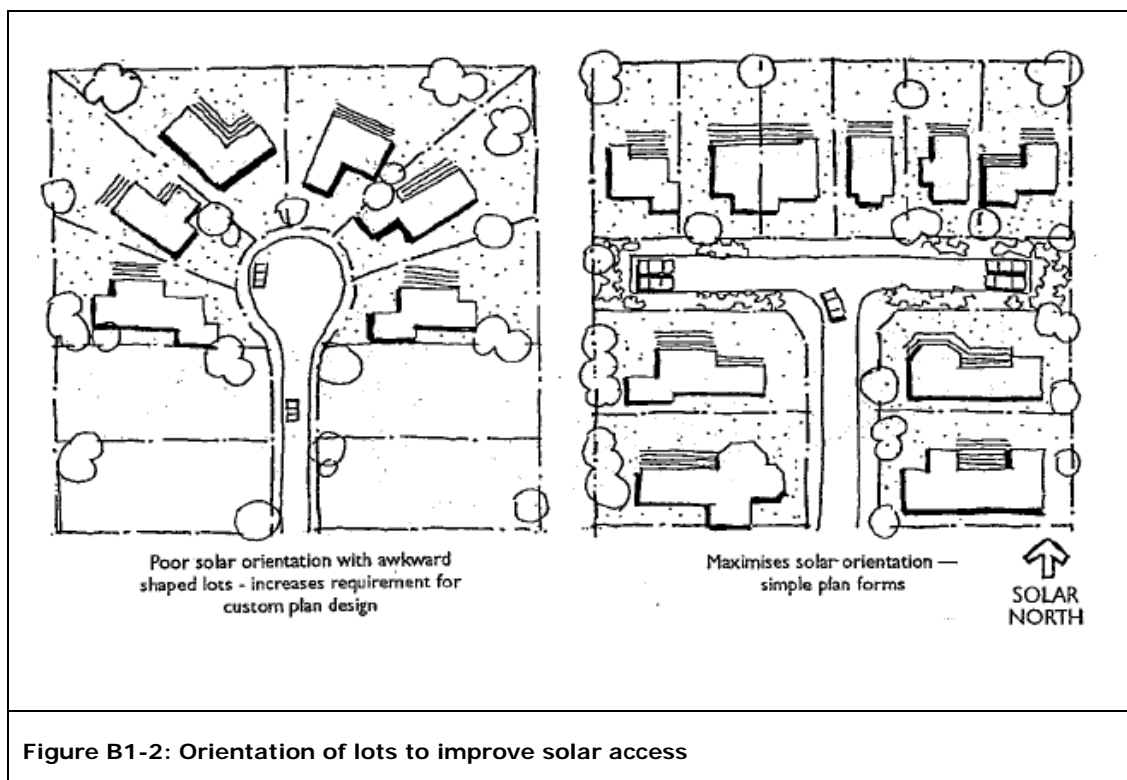 Poor solar orientation with awkward
shaped lots - increases requirement for
custom plan design
Maximises solar orientation —
simple plan forms
SOLAR
NORTH
Figure B1-2: Orientation of lots to improve solar access